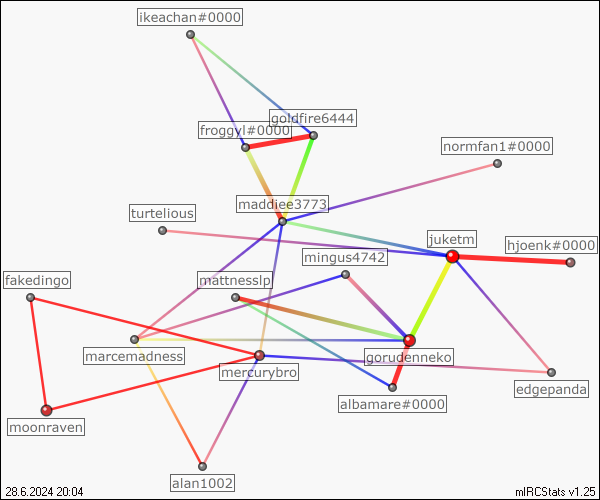 ikeachan#0000
goldfire6444
froggyl#0000
normfan1#0000
maddiee3773
turtelious
juketm
hjoenk#0000
mingus4742
fakedingo
mattnesslp
marcemadness
gorudenneko
mercurybro
edgepanda
albamare#0000
moonraven
alan1002
28.6.2024 20:04
mIRCStats v1.25